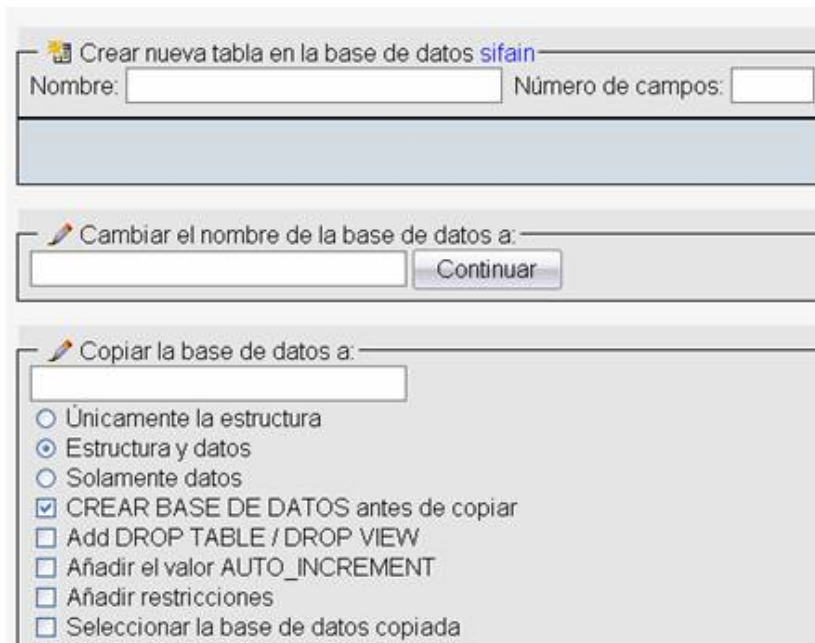 Crear nueva tabla en la base de datos sifain
Nombre: Número de campos:
Cambiar el nombre de la base de datos a:
Continuar
Copiar la base de datos a:
Únicamente la estructura
Estructura y datos
Solamente datos
CREAR BASE DE DATOS antes de copiar
Add DROP TABLE / DROP VIEW
Añadir el valor AUTO_INCREMENT
Añadir restricciones
Seleccionar la base de datos copiada